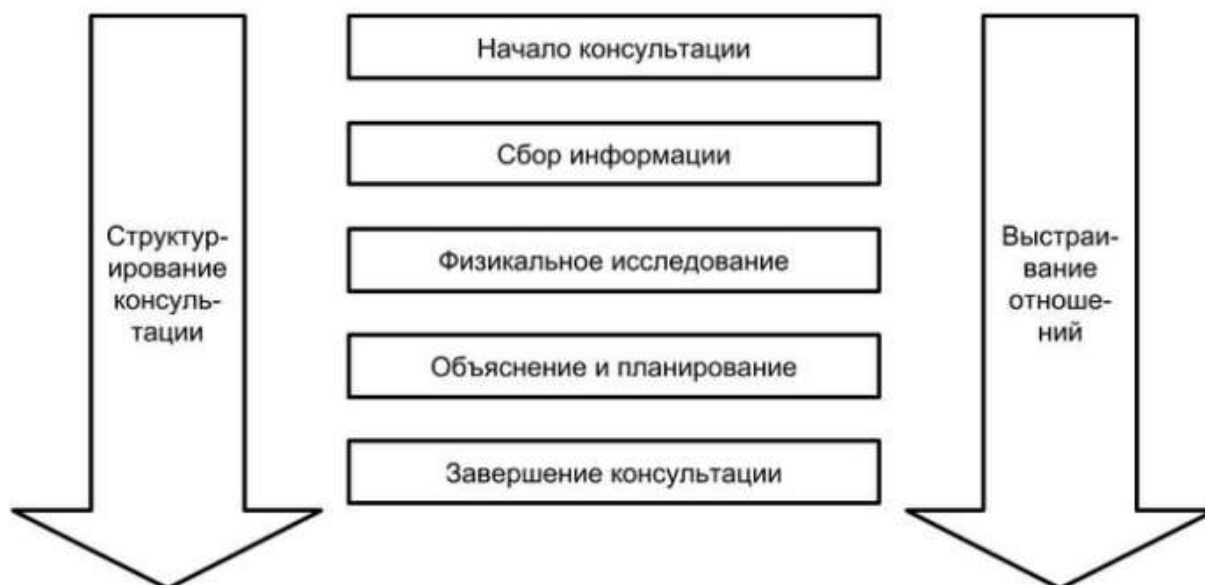 Начало консультации
Сбор информации
Физикальное исследование
Объяснение и планирование
Завершение консультации
Структур-
ирование
консуль-
тации
Выстраи-
вание
отноше-
ний